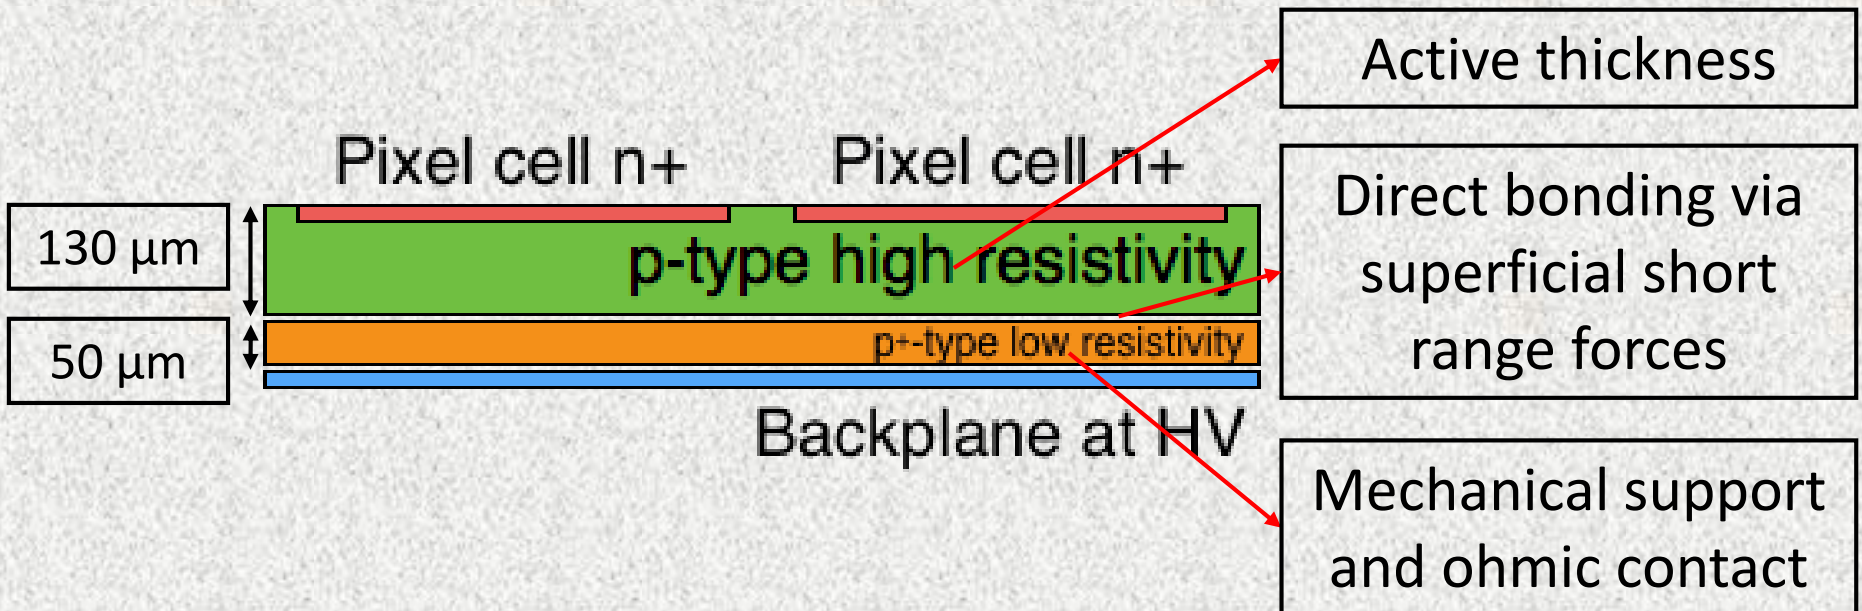 Active thickness
Pixel cell n+
Pixel cell n+
Direct bonding via
superficial short
range forces
130 µm
p-type high resistivity
50 µm
p+-type low resistivity
Backplane at HV
Mechanical support
and ohmic contact